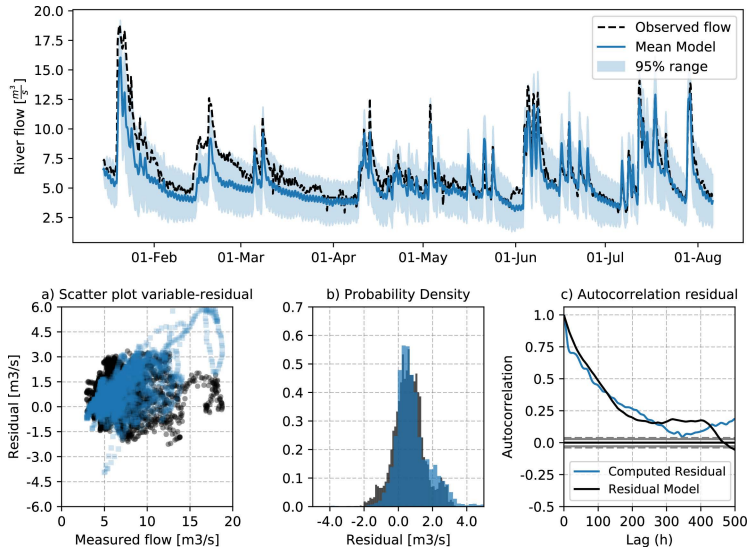 20.0
17.5
15.0
12.5
10.0
7.5
5.0
2.5
River flow [m³/s]
Observed flow
Mean Model
95% range
01-Feb 01-Mar 01-Apr 01-May 01-Jun 01-Jul 01-Aug
a) Scatter plot variable-residual
6.0
4.5
3.0
1.5
0.0
-1.5
-3.0
-4.5
-6.0
Residual [m3/s]
0 5 10 15 20
Measured flow [m3/s]
b) Probability Density
0.7
0.6
0.5
0.4
0.3
0.2
0.1
0.0
-4.0 -2.0 0.0 2.0 4.0
Residual [m3/s]
c) Autocorrelation residual
1.0
0.75
0.5
0.25
0.0
-0.25
-0.5
Autocorrelation
Computed Residual
Residual Model
0 100 200 300 400 500
Lag (h)